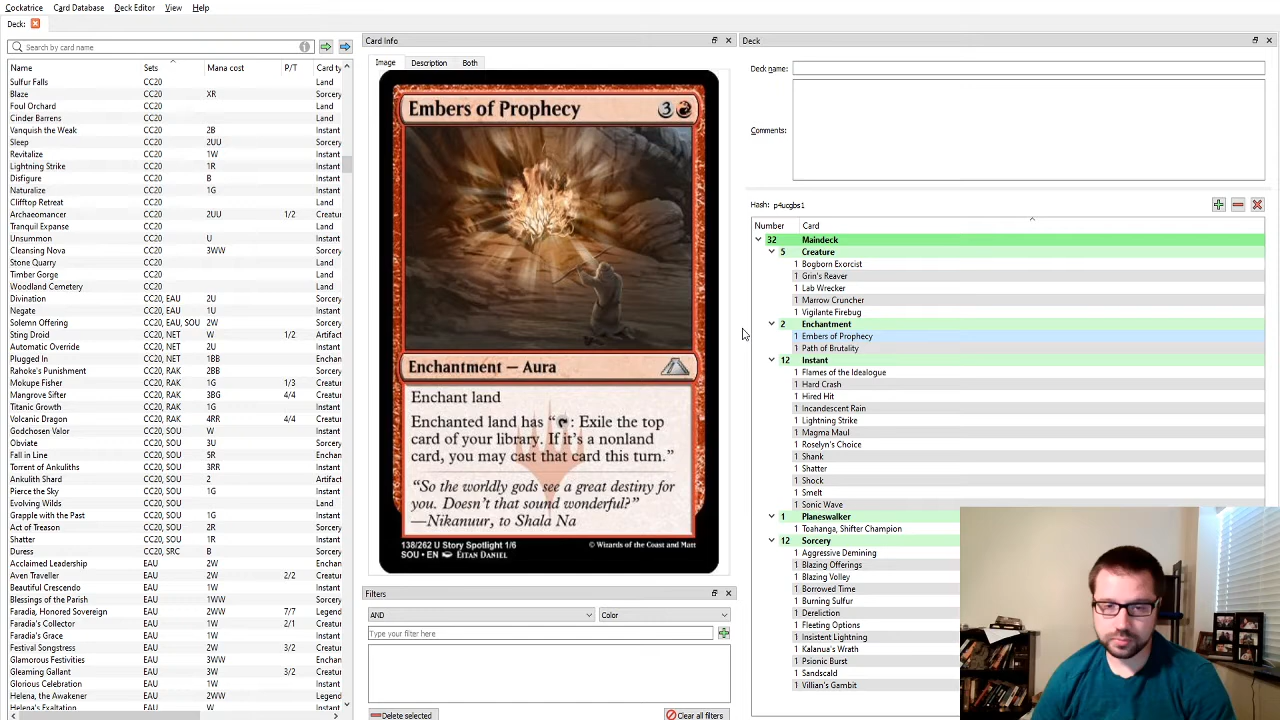 Cockatrice Card Database Deck Editor View Help
Deck:
Search by card name
Name Sets Mana cost P/T Card ty
Sulfur Falls CC20 Land
Blaze CC20 XR Sorcery
Foul Orchard CC20 Land
Cinder Barrens CC20 Land
Vanquish the Weak CC20 2B Instant
Sleep CC20 2UU Sorcery
Revitalize CC20 1W Instant
Lightning Strike CC20 1R Instant
Disfigure CC20 B Instant
Naturalize CC20 1G Instant
Clifftop Retreat CC20 Land
Archaeomancer CC20 2UU 1/2 Creatur
Tranquil Expanse CC20 Land
Unsummon CC20 U Instant
Cleansing Nova CC20 3WW Sorcery
Stone Quarry CC20 Land
Timber Gorge CC20 Land
Woodland Cemetery CC20 Land
Divination CC20, EAU 2U Sorcery
Negate CC20, EAU 1U Instant
Solemn Offering CC20, EAU, SOU 2W Sorcery
Sting Droid CC20, NET W 1/2 Artifact
Automatic Override CC20, NET 2U Instant
Plugged In CC20, NET 1BB Enchan
Rahoke's Punishment CC20, RAK 2BB Enchan
Mokupe Fisher CC20, RAK 1G 1/3 Creatur
Mangrove Sifter CC20, RAK 3BG 4/4 Creatur
Titanic Growth CC20, RAK 1G Instant
Volcanic Dragon CC20, RAK 4RR 4/4 Creatur
Godchosen Valor CC20, SOU W Instant
Obviate CC20, SOU 3U Instant
Fall in Line CC20, SOU 2R Sorcery
Torrent of Ankuliths CC20, SOU 3RR Instant
Ankulith Shard CC20, SOU 2 Artifact
Pierce the Sky CC20, SOU 1G Instant
Evolving Wilds CC20, SOU Land
Grapple with the Past CC20, SOU 1G Instant
Act of Treason CC20, SOU 2R Sorcery
Shatter CC20, SOU 1R Instant
Duress CC20, SRC B Sorcery
Acclaimed Leadership EAU 2W Enchan
Aven Traveller EAU 2W 2/2 Creatur
Beautiful Crescendo EAU 1W Instant
Blessings of the Parish EAU 1WW Instant
Faradia, Honored Sovereign EAU 2W 7/7 Legend
Faradia's Collector EAU 1W 2/1 Creatur
Faradia's Grace EAU 1W Instant
Festival Songstress EAU 2W 3/2 Creatur
Glamorous Festivities EAU 3WW Enchan
Gleaming Gallant EAU 3W 3/2 Creatur
Glorious Celebration EAU 1W Instant
Helena, the Awakener EAU 2WW Legend
Helena's Exaltation EAU 1W Instant
Card Info
Image Description Both
Embers of Prophecy 3
Enchantment — Aura
Enchant land
Enchanted land has “ : Exile the top
card of your library. If it’s a nonland
card, you may cast that card this turn.”
“So the worldly gods see a great destiny for
you. Doesn’t that sound wonderful?”
—Nikanuur, to Shala Na
138/262 U Story Spotlight 1/6
SOU • EN Eitan Daniel
© Wizards of the Coast and Matt
Filters
AND Color
Type your filter here
Delete selected Clear all filters
Deck
Deck name:
Comments:
Hash: p4ucgbs1
Number Card
32 Maindeck
5 Creature
1 Bogborn Exorcist
1 Grin's Reaver
1 Lab Wrecker
1 Marrow Cruncher
1 Vigilante Firebug
2 Enchantment
1 Embers of Prophecy
1 Path of Brutality
12 Instant
1 Flames of the Idealogue
1 Hard Crash
1 Hired Hit
1 Incandescent Rain
1 Lightning Strike
1 Magma Maul
1 Roselyn's Choice
1 Shank
1 Shatter
1 Shock
1 Smelt
1 Sonic Wave
1 Planeswalker
1 Toahanga, Shifter Champion
12 Sorcery
1 Aggressive Demining
1 Blazing Offerings
1 Blazing Volley
1 Borrowed Time
1 Burning Sulfur
1 Dereliction
1 Fleeting Options
1 Insistent Lightning
1 Kalanua's Wrath
1 Psionic Burst
1 Sandscald
1 Villain's Gambit